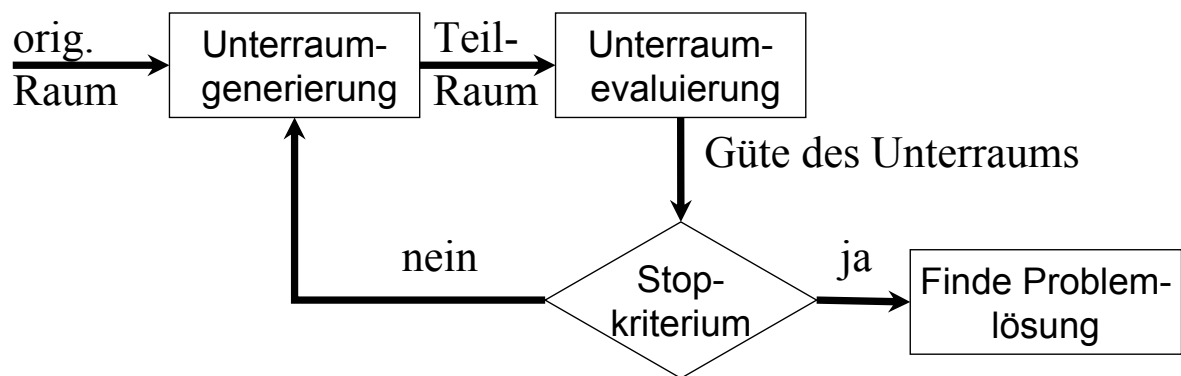 orig.
Raum
Unterraum-
generierung
Teil-
Raum
Unterraum-
evaluierung
Güte des Unterraums
nein
Stop-
kriterium
ja
Finde Problem-
lösung